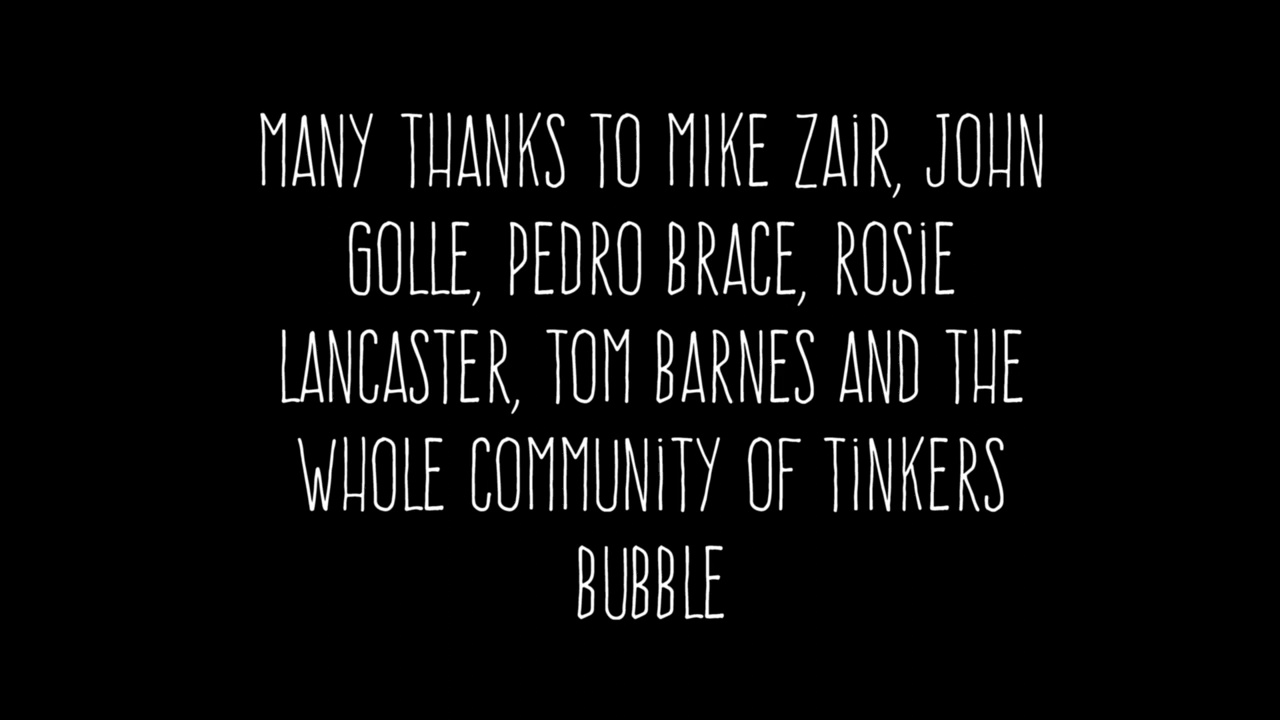 MANY THANKS TO MIKE ZAiR, JOHN
GOLLE, PEDRO BRACE, ROSiE
LANCASTER, TOM BARNES AND THE
WHOLE COMMUNiTY OF TiNKERS
BUBBLE